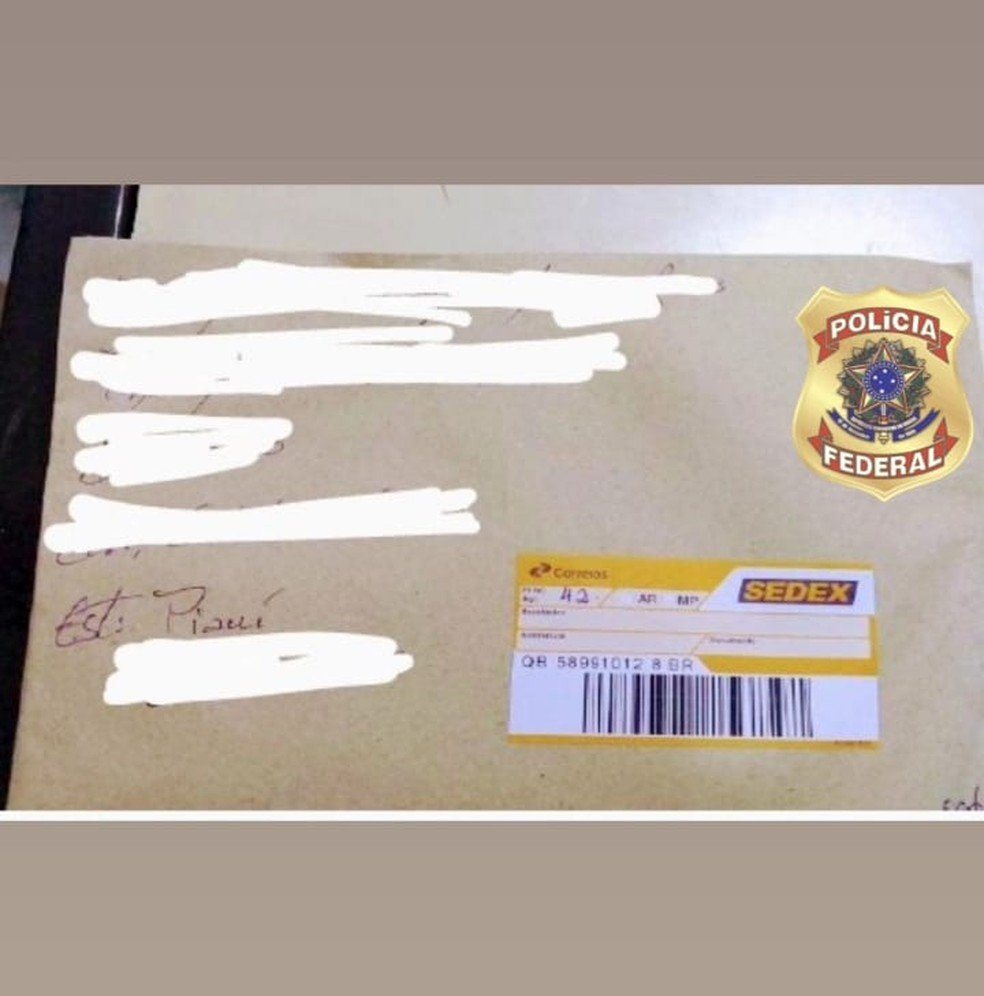 POLíCIA
FEDERAL
Est: Piauí
Correios
SEDEX
42 AR MP
QB 58991012 8 BR